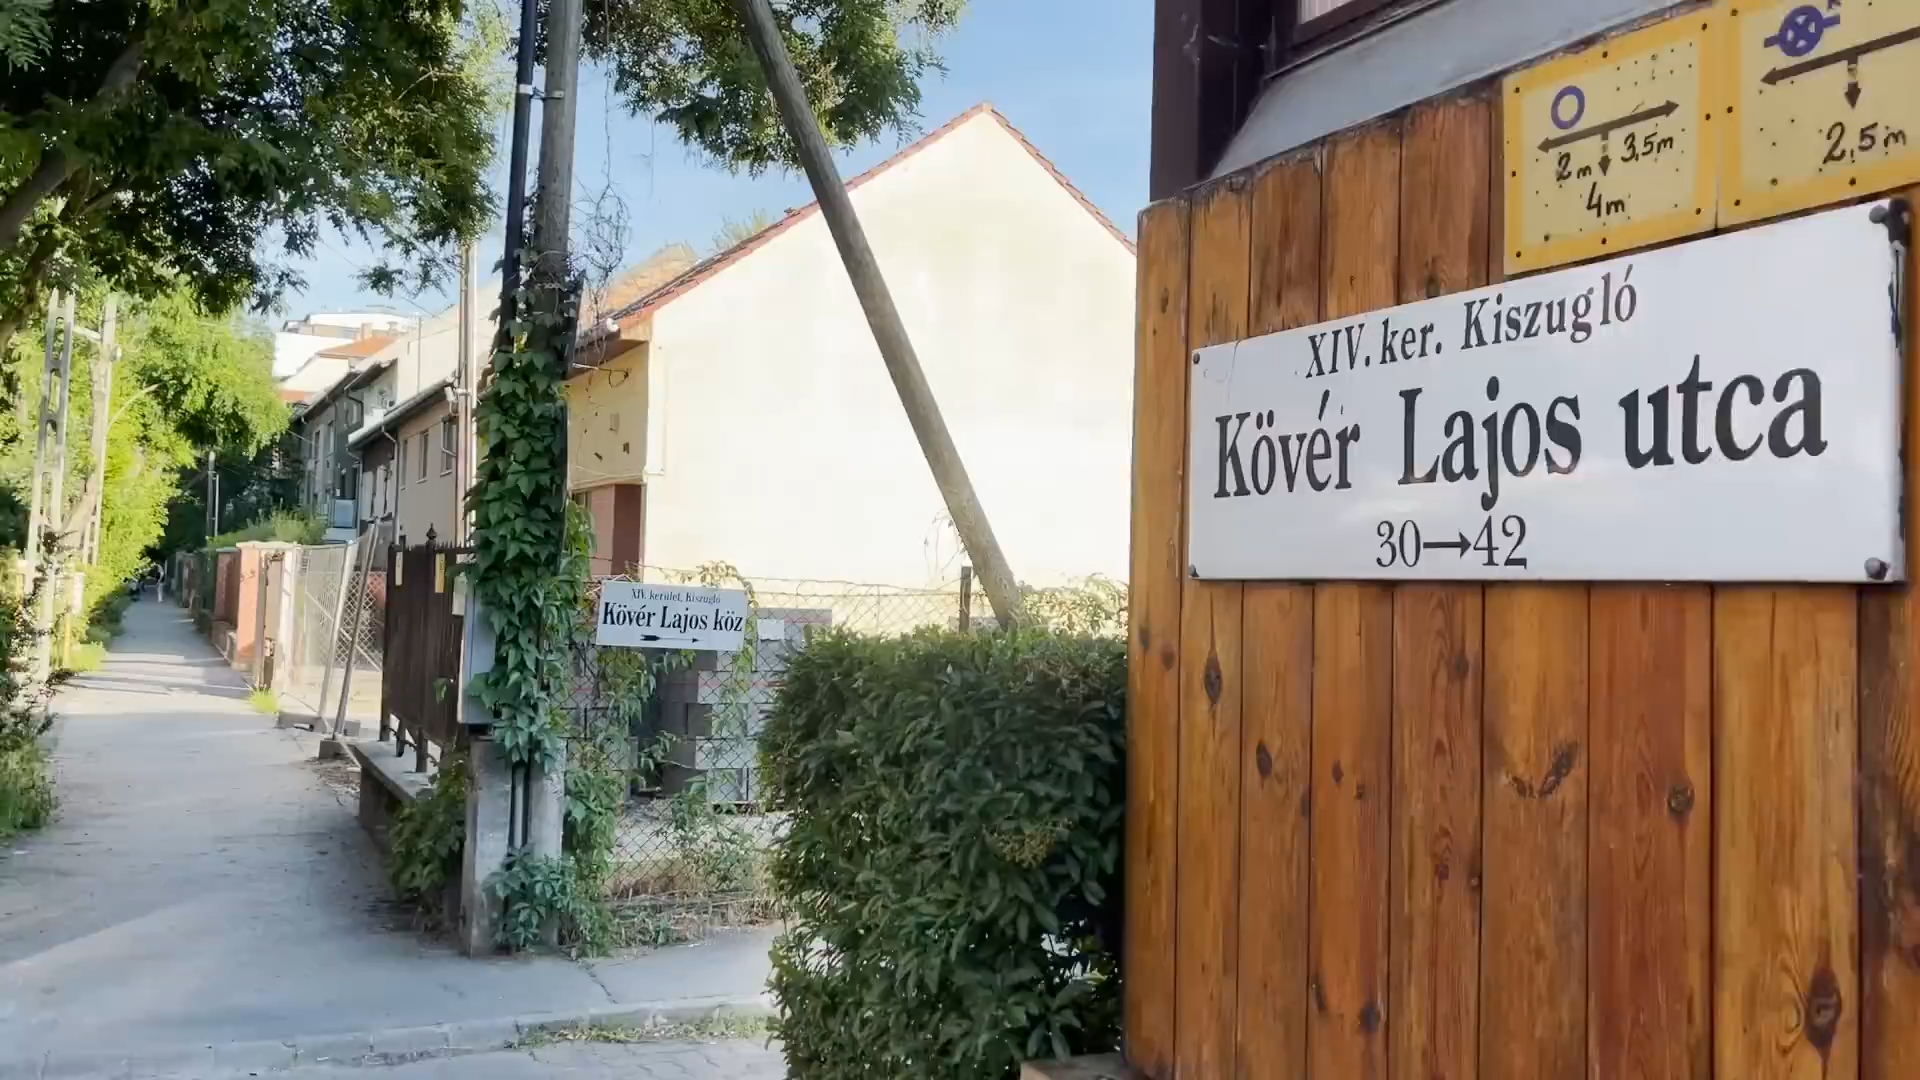 XIV. kerület, Kiszugló
Kövér Lajos köz
2m 3,5m
4m
2,5m
XIV. ker. Kiszugló
Kövér Lajos utca
30→42